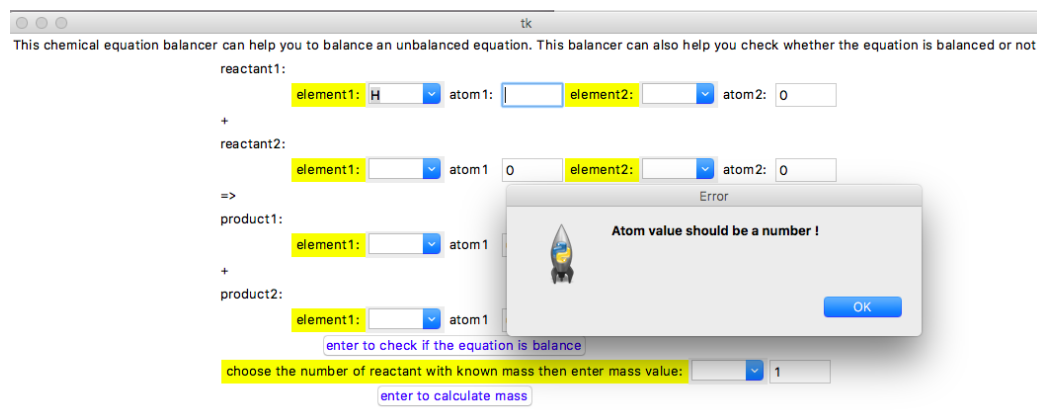 tk
This chemical equation balancer can help you to balance an unbalanced equation. This balancer can also help you check whether the equation is balanced or not
reactant1:
element1: H atom1: element2: atom2: 0
+
reactant2:
element1: atom1 0 element2: atom2: 0
=>
Error
product1:
Atom value should be a number !
element1: atom1
+
product2:
OK
element1: atom1
enter to check if the equation is balance
choose the number of reactant with known mass then enter mass value: 1
enter to calculate mass